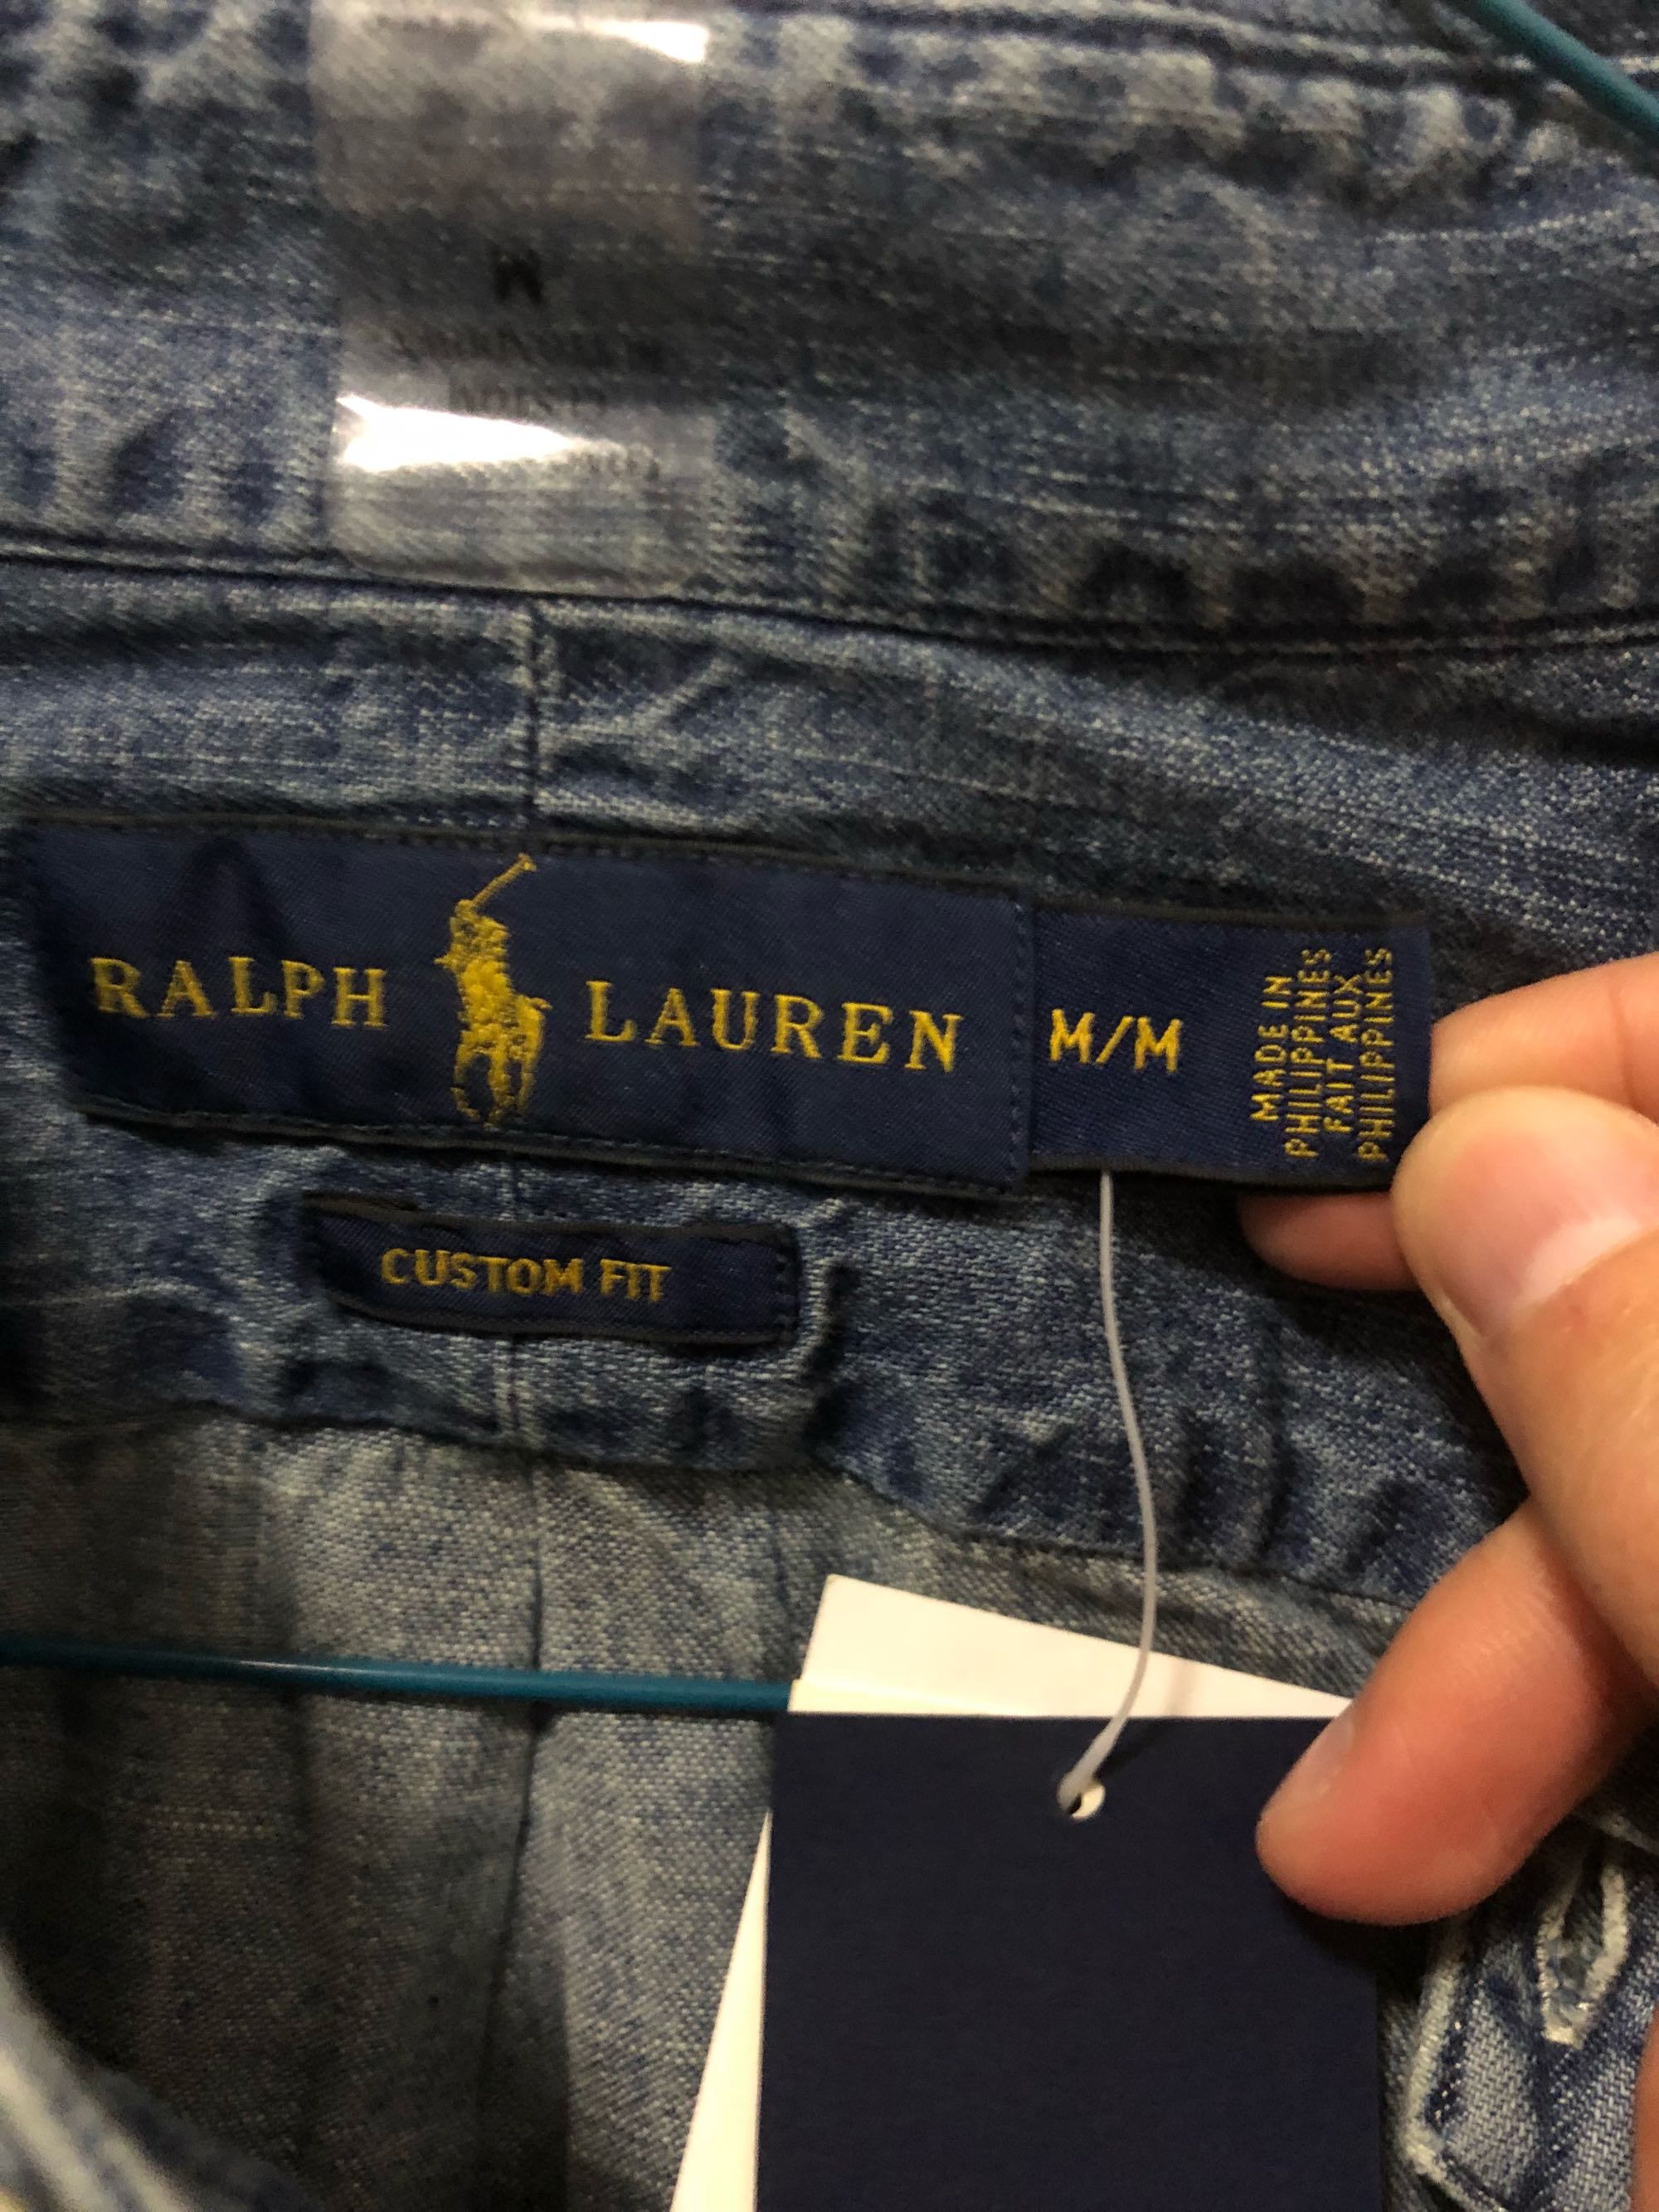 M
RALPH LAUREN
M/M
MADE IN
PHILIPPINES
FAIT AUX
PHILIPPINES
CUSTOM FIT